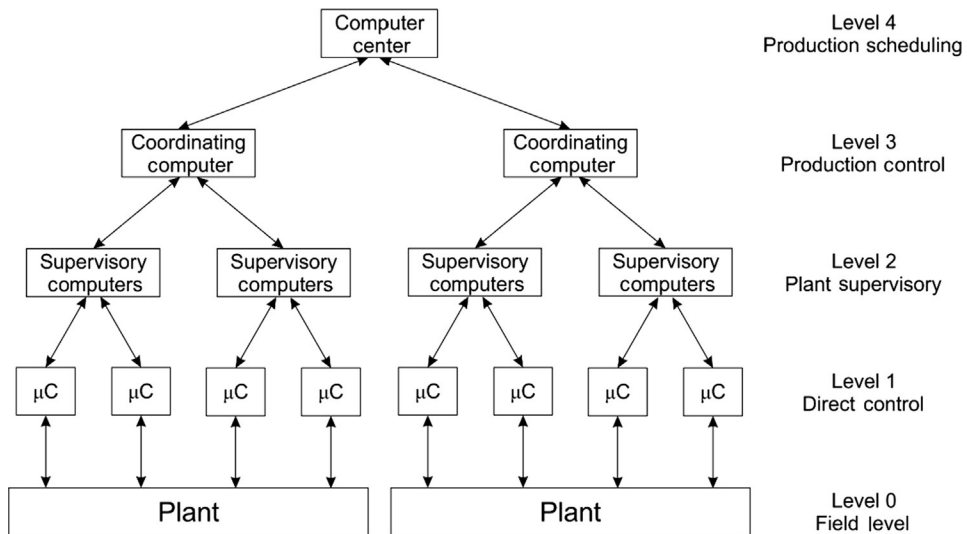 Computer
center
Level 4
Production scheduling
Coordinating
computer
Coordinating
computer
Level 3
Production control
Supervisory
computers
Supervisory
computers
Supervisory
computers
Supervisory
computers
Level 2
Plant supervisory
μC
μC
μC
μC
μC
μC
μC
μC
Level 1
Direct control
Plant
Plant
Level 0
Field level